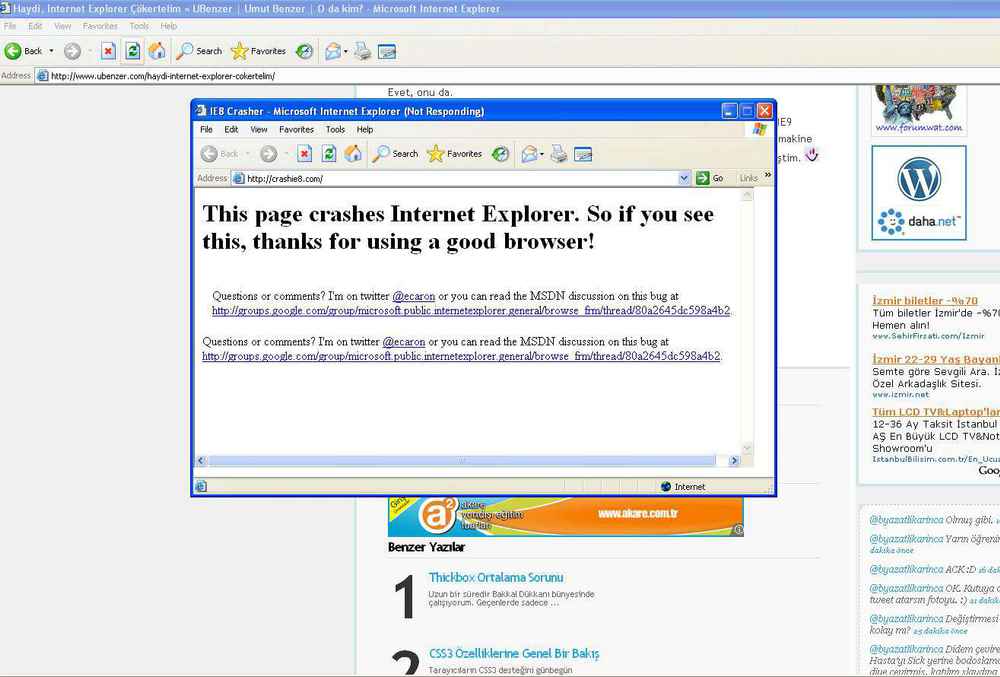 Haydi, Internet Explorer Çökertelim « UBenzer | Umut Benzer | O da kim? - Microsoft Internet Explorer
File Edit View Favorites Tools Help
Back Search Favorites
Address http://www.ubenzer.com/haydi-internet-explorer-cokertelim/
Evet, onu da.
IE9
makine
ştim.
www.forumwat.com
daha.net™
IE8 Crasher - Microsoft Internet Explorer (Not Responding)
File Edit View Favorites Tools Help
Back Search Favorites
Address http://crashie8.com/ Go Links »
This page crashes Internet Explorer. So if you see
this, thanks for using a good browser!
Questions or comments? I'm on twitter @ecaron or you can read the MSDN discussion on this bug at
http://groups.google.com/group/microsoft.public.internetexplorer.general/browse_frm/thread/80a2645dc598a4b2.
Questions or comments? I'm on twitter @ecaron or you can read the MSDN discussion on this bug at
http://groups.google.com/group/microsoft.public.internetexplorer.general/browse_frm/thread/80a2645dc598a4b2.
Internet
İzmir biletler -%70
Tüm biletler İzmir'de -%70
Hemen alın!
www.SehirFirsati.com/Izmir
İzmir 22-29 Yaş Bayanl
Semte göre Sevgili Ara. İz
Özel Arkadaşlık Sitesi.
www.izmir.net
Tüm LCD TV&Laptop'lar
12-36 Ay Taksit İstanbul
AŞ En Büyük LCD TV&Not
Showroom'u
IstanbulBilisim.com.tr/En_Ucuz
Goo
Giriş
a²
akare
yurtdışı eğitim
fuarları
www.akare.com.tr
Benzer Yazılar
1 Thickbox Ortalama Sorunu
Uzun bir süredir Bakkal Dükkanı bünyesinde
çalışıyorum. Geçenlerde sadece ...
2 CSS3 Özelliklerine Genel Bir Bakış
Tarayıcıların CSS3 desteğini günbegün
@byazatlikarinca Olmuş gibi.
@byazatlikarinca Yarın öğrenin
dakika önce
@byazatlikarinca ACK :D 16 dak
@byazatlikarinca OK. Kutuya
tweet atarsın fotoyu. :) 21 dakika
@byazatlikarinca Değiştirmesi
kolay mı? 25 dakika önce
@byazatlikarinca Didem çevire
Hasta'yı Sick yerine bodoslama
diye çevirmiş, katılım slaydına